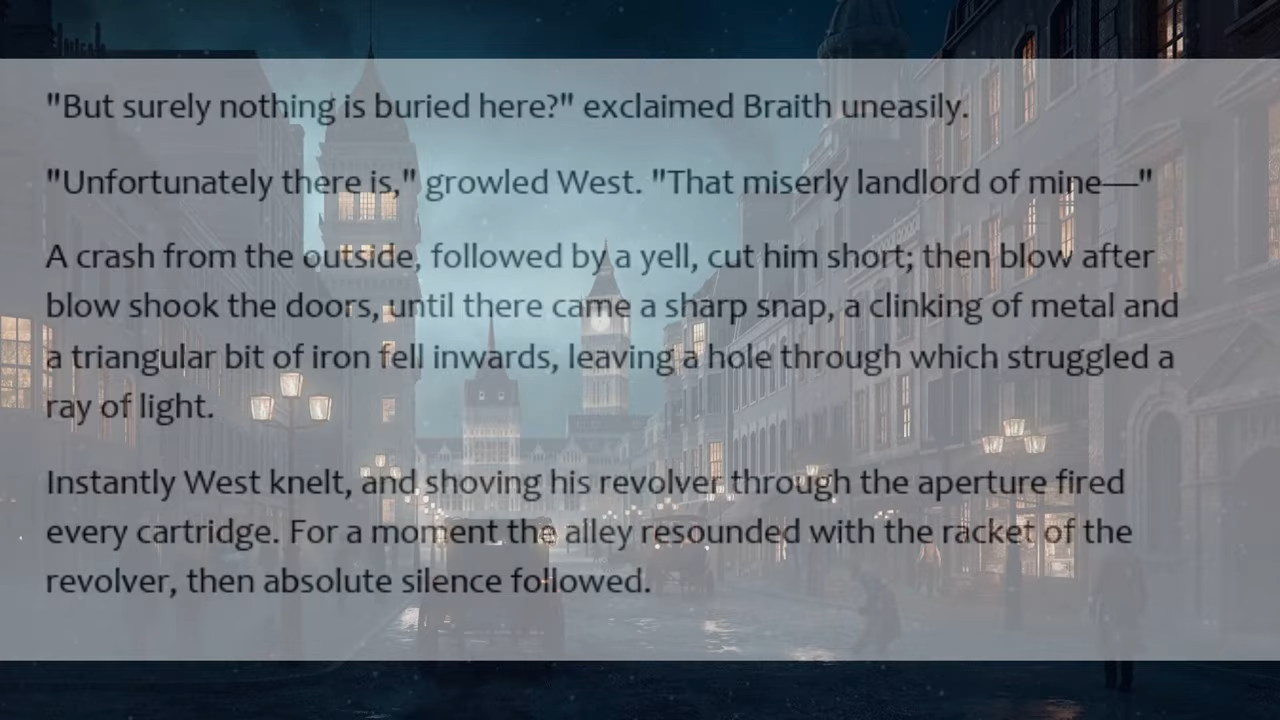 "But surely nothing is buried here?" exclaimed Braith uneasily.
"Unfortunately there is," growled West. "That miserly landlord of mine—"
A crash from the outside, followed by a yell, cut him short; then blow after
blow shook the doors, until there came a sharp snap, a clinking of metal and
a triangular bit of iron fell inwards, leaving a hole through which struggled a
ray of light.
Instantly West knelt, and shoving his revolver through the aperture fired
every cartridge. For a moment the alley resounded with the racket of the
revolver, then absolute silence followed.